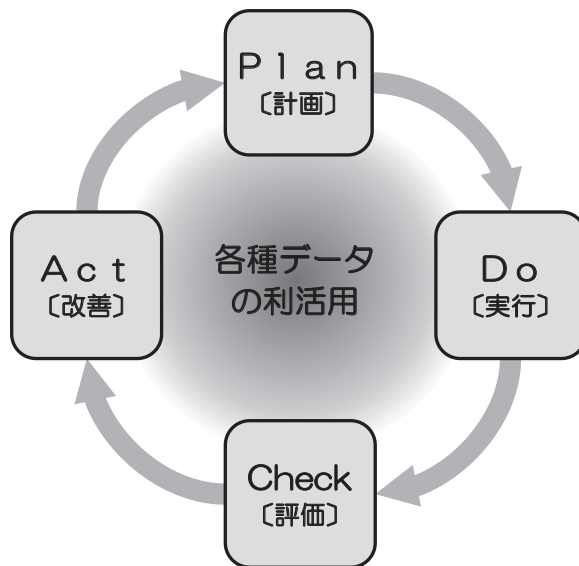 Plan
〔計画〕
各種データ
の利活用
Act
〔改善〕
Do
〔実行〕
Check
〔評価〕